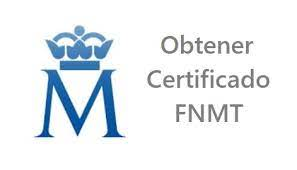 M
Obtener
Certificado
FNMT